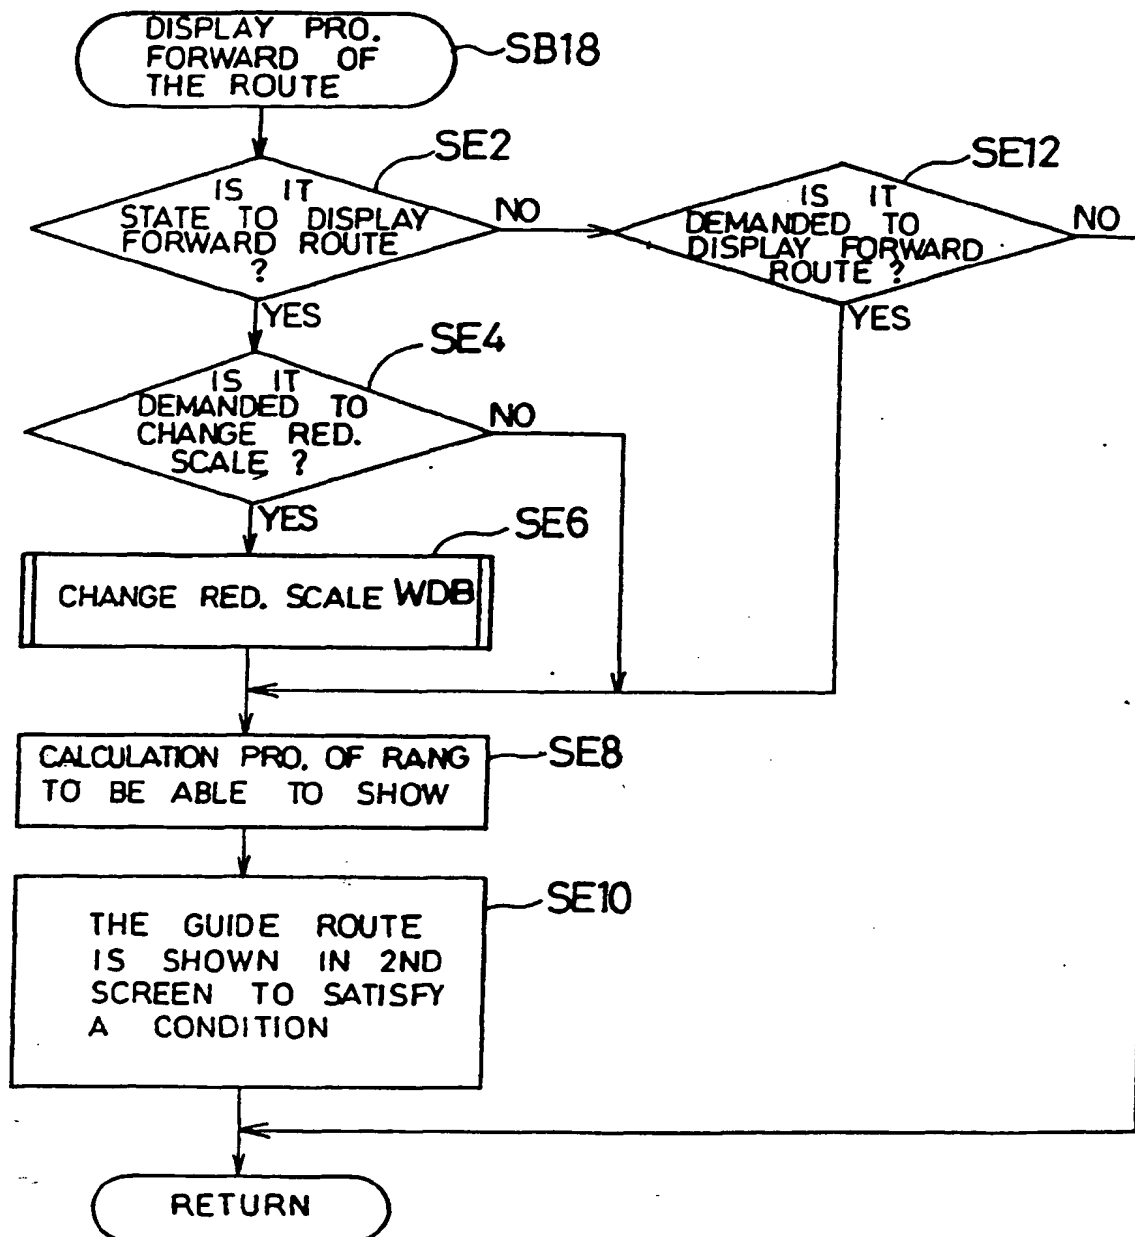 DISPLAY PRO.
FORWARD OF
THE ROUTE
SB18
SE2
IS IT
STATE TO DISPLAY
FORWARD ROUTE
?
NO
YES
SE12
IS IT
DEMANDED TO
DISPLAY FORWARD
ROUTE ?
NO
YES
SE4
IS IT
DEMANDED TO
CHANGE RED.
SCALE ?
NO
YES
SE6
CHANGE RED. SCALE WDB
CALCULATION PRO. OF RANG
TO BE ABLE TO SHOW
SE8
THE GUIDE ROUTE
IS SHOWN IN 2ND
SCREEN TO SATISFY
A CONDITION
SE10
RETURN